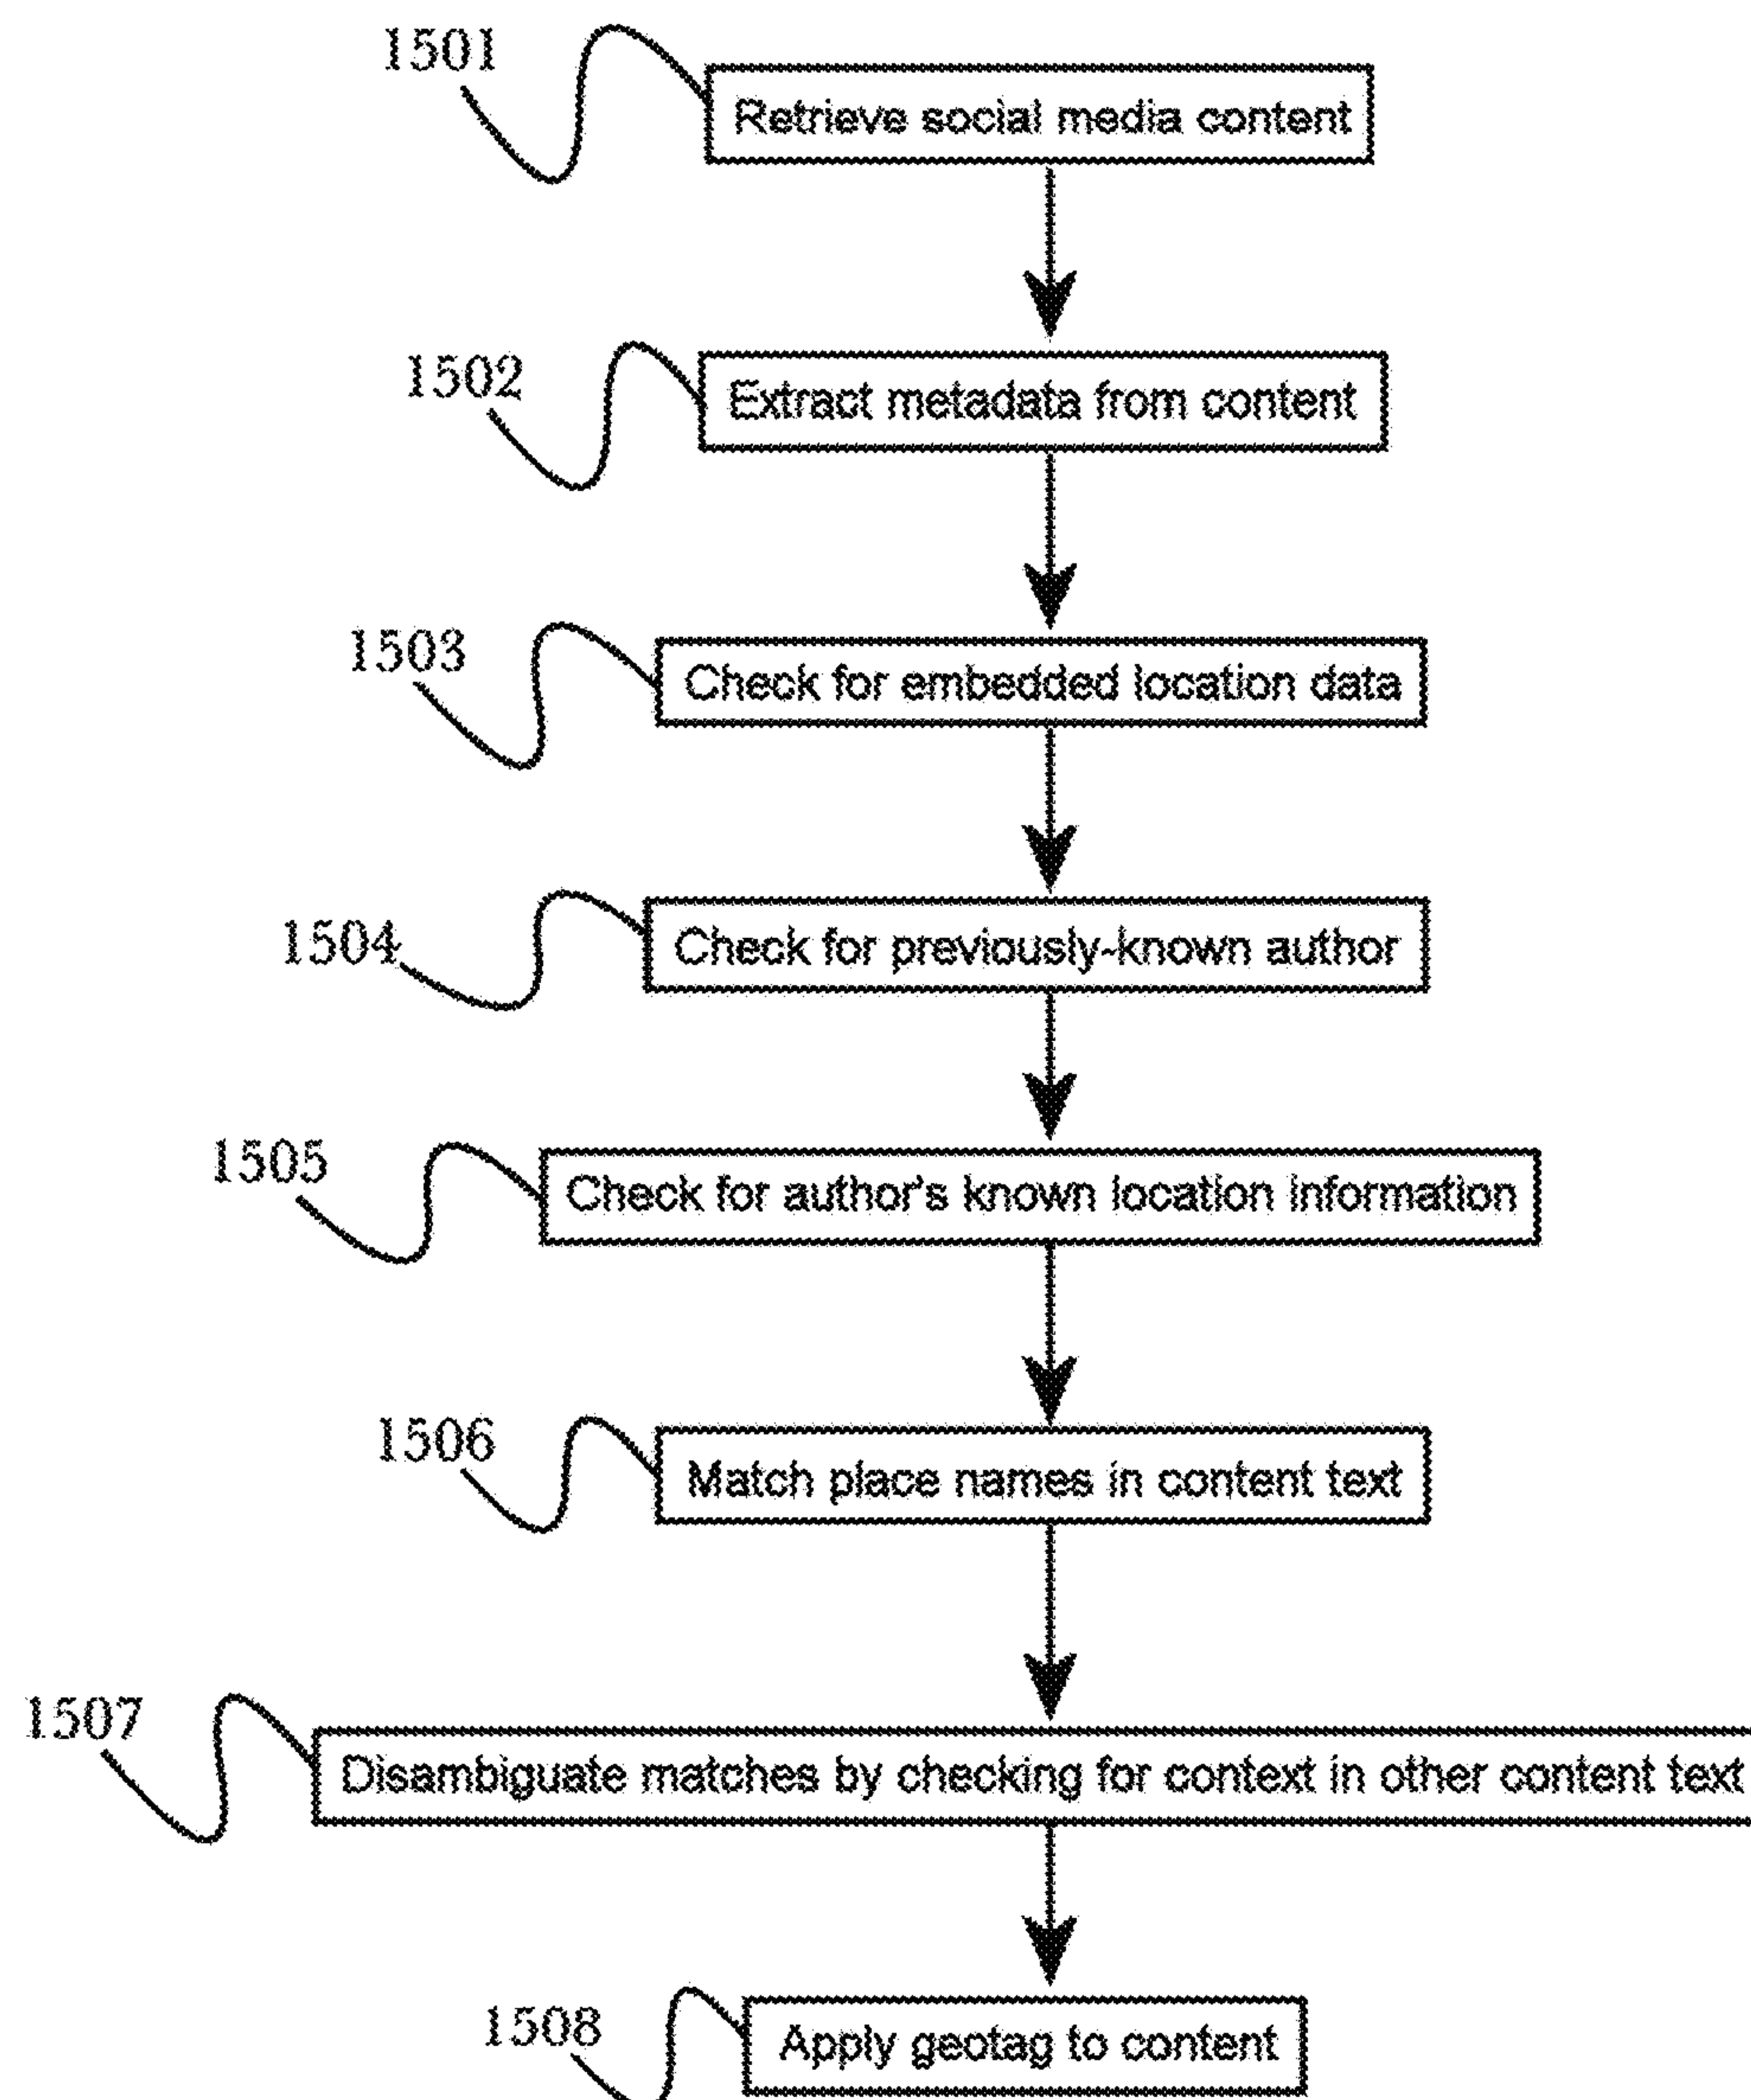 1501
Retrieve social media content
1502
Extract metadata from content
1503
Check for embedded location data
1504
Check for previously-known author
1505
Check for author's known location information
1506
Match place names in content text
1507
Disambiguate matches by checking for context in other content text
1508
Apply geotag to content